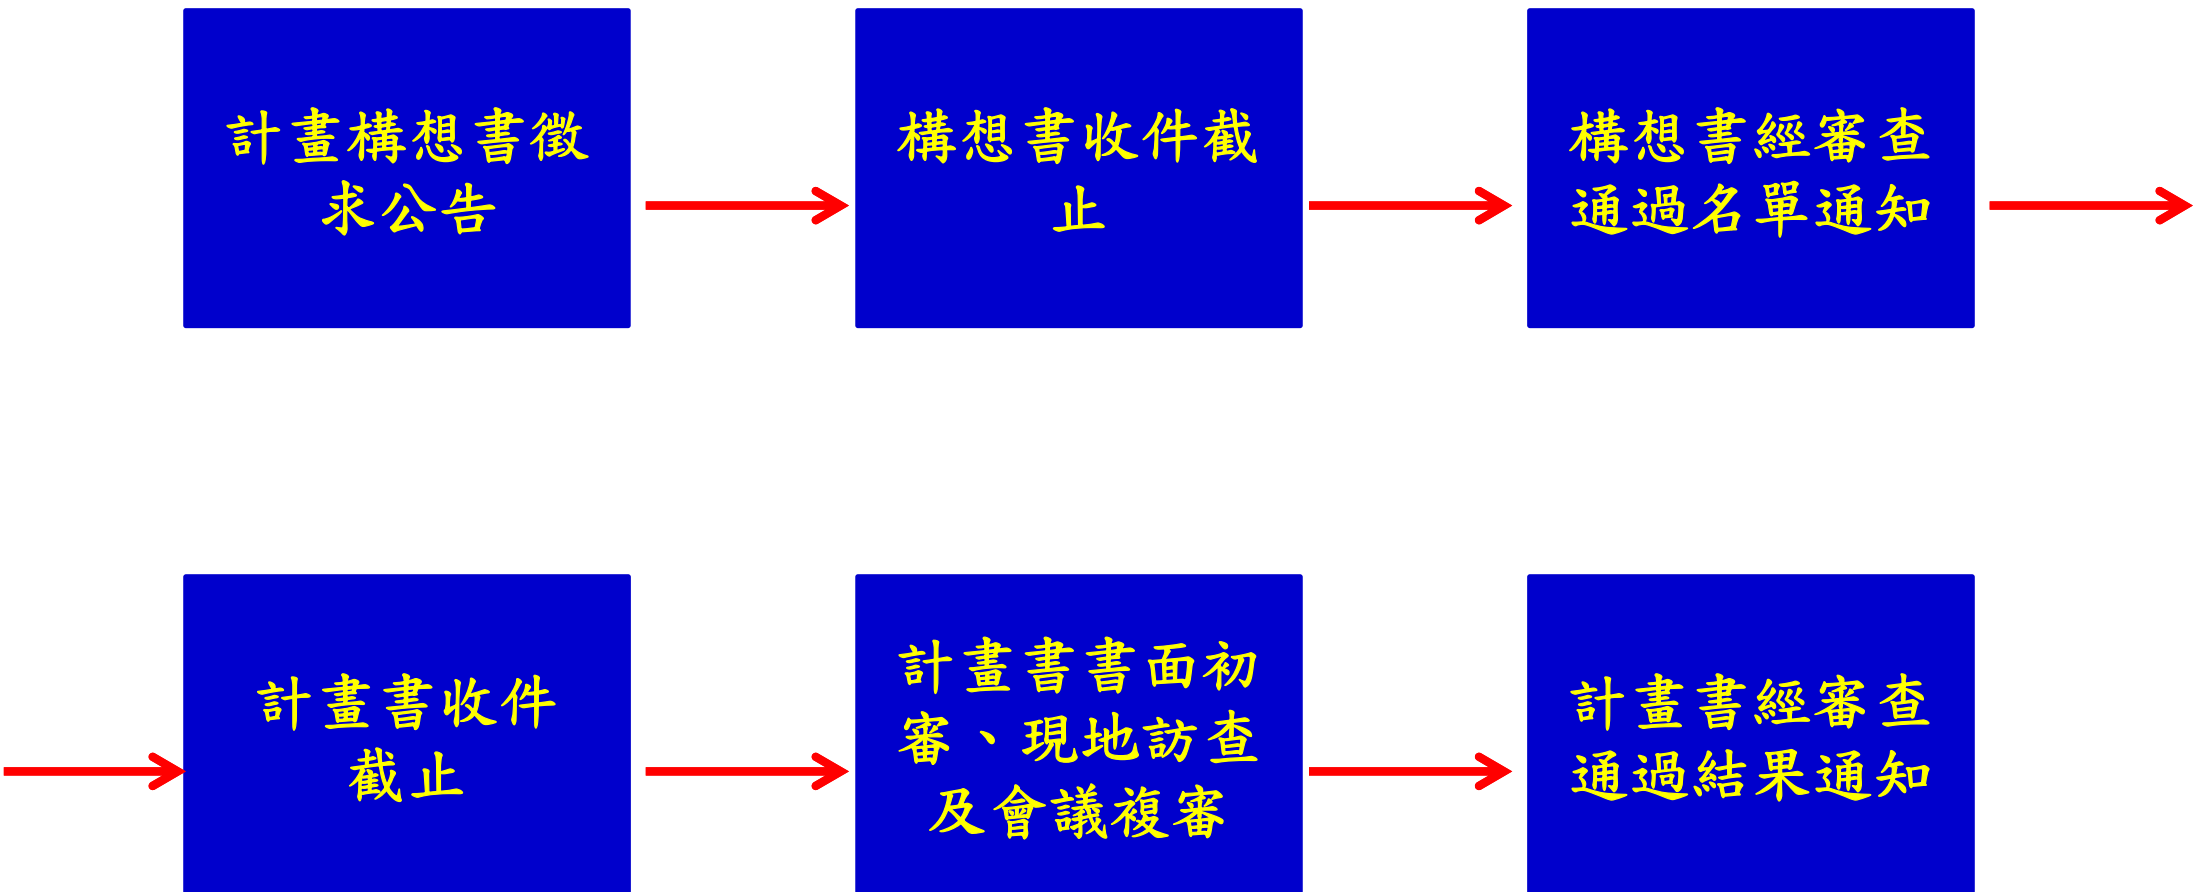 計畫構想書徵
求公告
構想書收件截
止
構想書經審查
通過名單通知
計畫書收件
截止
計畫書書面初
審、現地訪查
及會議複審
計畫書經審查
通過結果通知